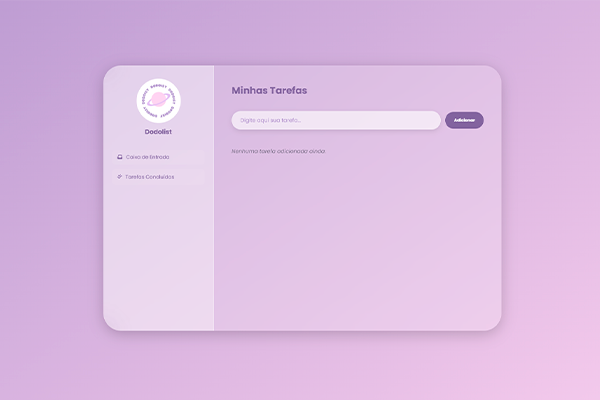 Dodolist
Caixa de Entrada
Tarefas Concluídas
Minhas Tarefas
Digite aqui sua tarefa...
Adicionar
Nenhuma tarefa adicionada ainda